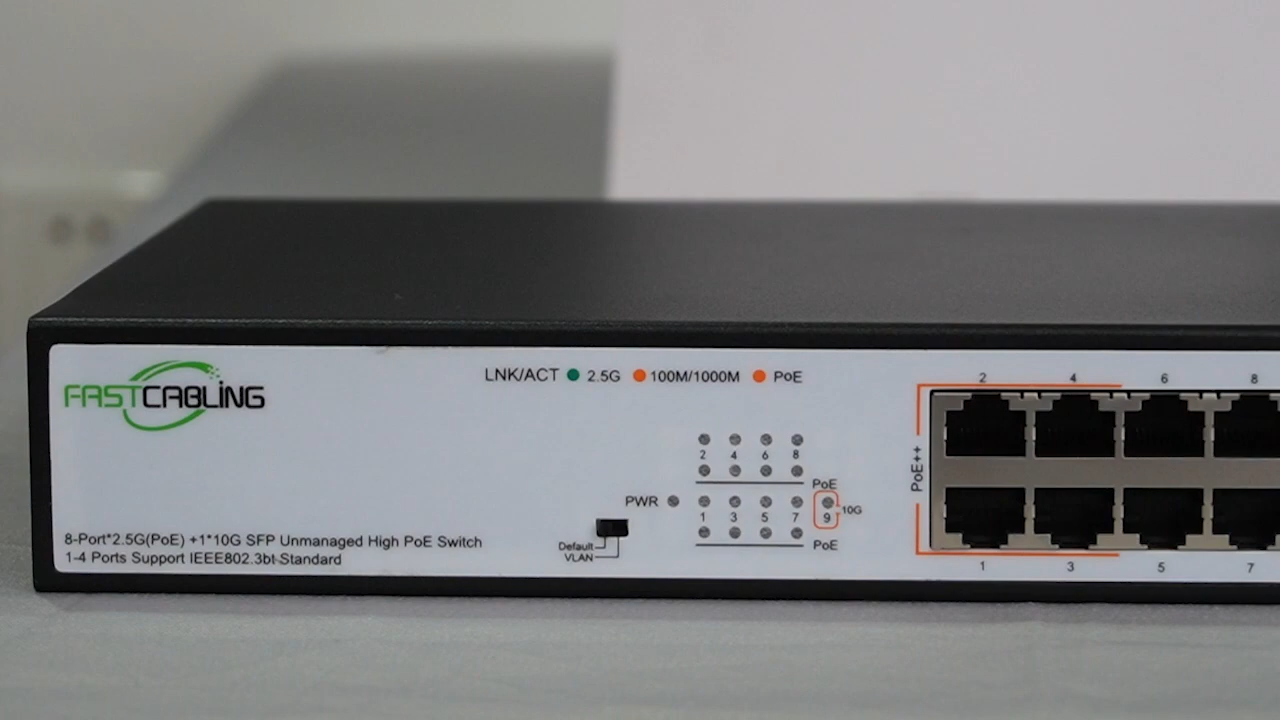 FASTCABLING
LNK/ACT 2.5G 100M/1000M PoE
2 4 6 8
PoE
PWR
1 3 5 7 9
10G
PoE
Default
VLAN
8-Port*2.5G(PoE) +1*10G SFP Unmanaged High PoE Switch
1-4 Ports Support IEEE802.3bt Standard
2 4 6 8
PoE++
1 3 5 7